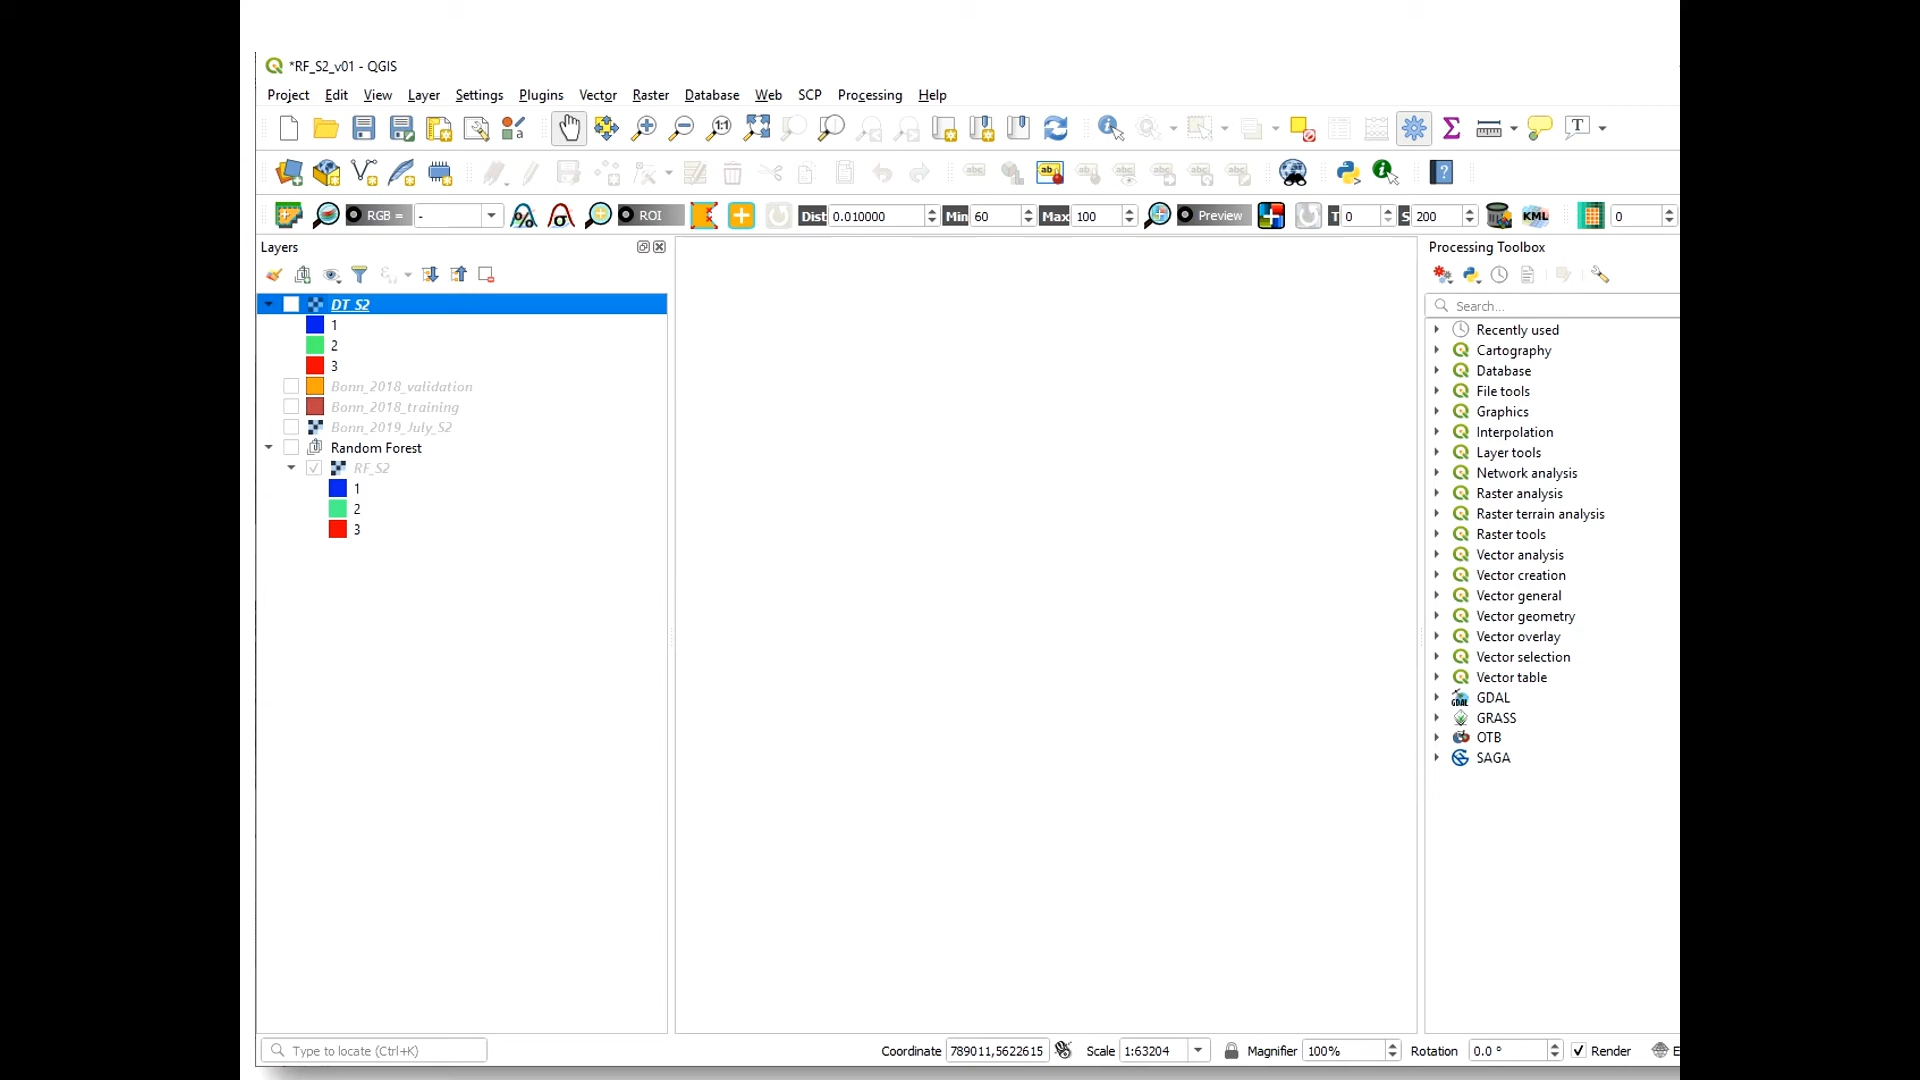 *RF_S2_v01 - QGIS
Project Edit View Layer Settings Plugins Vector Raster Database Web SCP Processing Help
RGB = - ROI Dist 0.010000 Min 60 Max 100 Preview T 0 S 200 KML 0
Layers
DT_S2
1
2
3
Bonn_2018_validation
Bonn_2018_training
Bonn_2019_July_S2
Random Forest
RF_S2
1
2
3
Processing Toolbox
Search...
Recently used
Cartography
Database
File tools
Graphics
Interpolation
Layer tools
Network analysis
Raster analysis
Raster terrain analysis
Raster tools
Vector analysis
Vector creation
Vector general
Vector geometry
Vector overlay
Vector selection
Vector table
GDAL
GRASS
OTB
SAGA
Type to locate (Ctrl+K) Coordinate 789011,5622615 Scale 1:63204 Magnifier 100% Rotation 0.0 ° Render